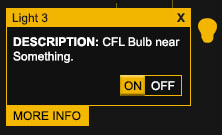 Light 3 X
DESCRIPTION: CFL Bulb near
Something.
ON OFF
MORE INFO